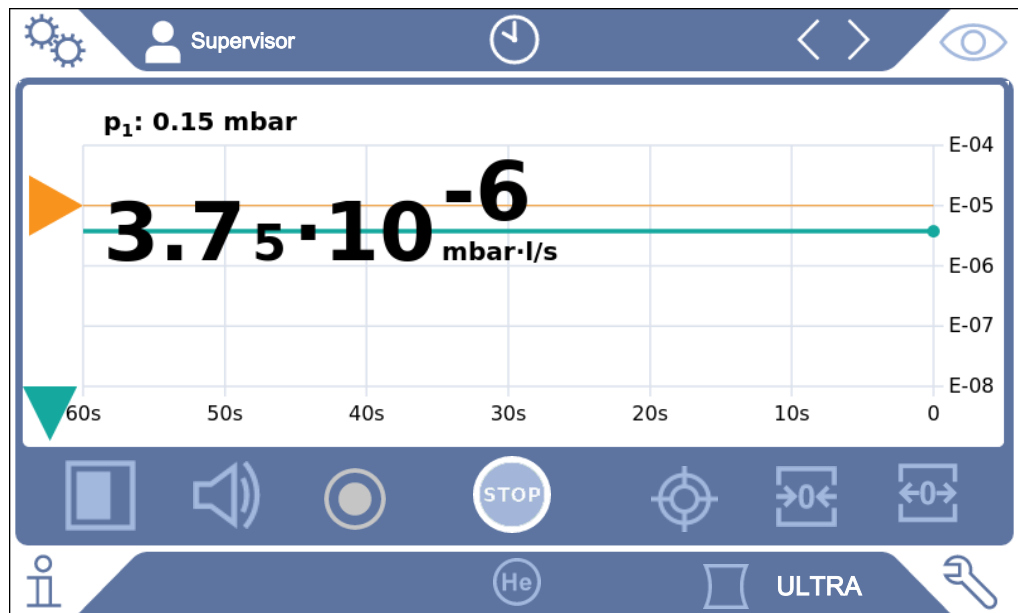 Supervisor
p₁: 0.15 mbar
E-04
3.75·10⁻⁶ mbar·l/s
E-05
E-06
E-07
E-08
60s 50s 40s 30s 20s 10s 0
STOP →0← ←0→
He ULTRA